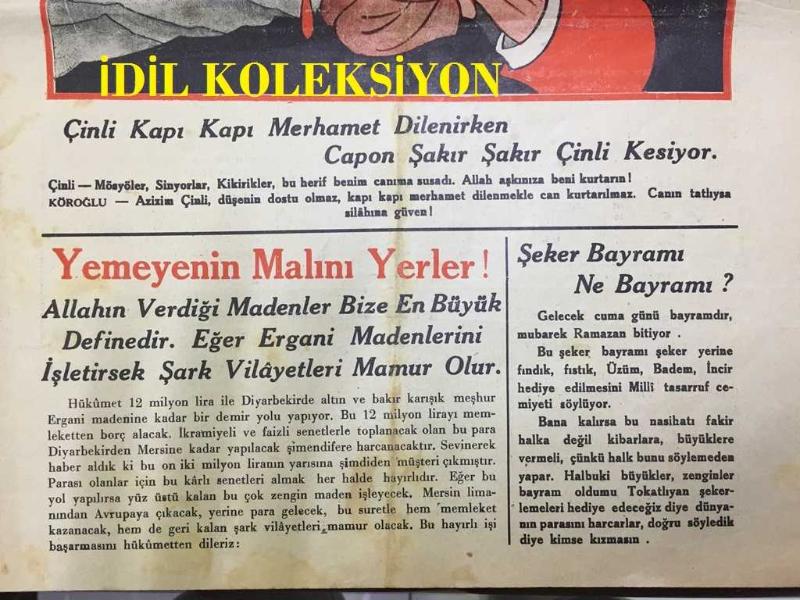 İDİL KOLEKSİYON
Çinli Kapı Kapı Merhamet Dilenirken
Capon Şakır Şakır Çinli Kesiyor.
Çinli — Mösyöler, Sinyorlar, Kikirikler, bu herif benim canıma susadı. Allah aşkınıza beni kurtarın!
KÖROĞLU — Azizim Çinli, düşenin dostu olmaz, kapı kapı merhamet dilenmekle can kurtarılmaz. Canın tatlıysa
silâhına güven!
Yemeyenin Malını Yerler!
Allahın Verdiği Madenler Bize En Büyük
Definedir. Eğer Ergani Madenlerini
İşletirsek Şark Vilâyetleri Mamur Olur.
Hükûmet 12 milyon lira ile Diyarbekirde altın ve bakır karışık meşhur
Ergani madenine kadar bir demir yolu yapıyor. Bu 12 milyon lirayı mem-
leketten borç alacak. İkramiyeli ve faizli senetlerle toplanacak olan bu para
Diyarbekirden Mersine kadar yapılacak şimendifere harcanacaktır. Sevinerek
haber aldık ki bu on iki milyon liranın yarısına şimdiden müşteri çıkmıştır.
Parası olanlar için bu kârlı senetleri almak her halde hayırlıdır. Eğer bu
yol yapılırsa yüz üstü kalan bu çok zengin maden işleyecek. Mersin lima-
nından Avrupaya çıkacak, yerine para gelecek, bu suretle hem memleket
kazanacak, hem de geri kalan şark vilâyetleri mamur olacak. Bu hayırlı işi
başarmasını hükûmetten dileriz:
Şeker Bayramı
Ne Bayramı ?
Gelecek cuma günü bayramdır,
mubarek Ramazan bitiyor .
Bu şeker bayramı şeker yerine
fındık, fıstık, Üzüm, Badem, İncir
hediye edilmesini Millî tasarruf ce-
miyeti söylüyor.
Bana kalırsa bu nasihatı fakir
halka değil kibarlara, büyüklere
vermeli, çünkü halk bunu söylemeden
yapar. Halbuki büyükler, zenginler
bayram oldumu Tokatlıyan şeker-
lemeleri hediye edeceğiz diye dünya-
nın parasını harcarlar, doğru söyledik
diye kimse kızmasın .